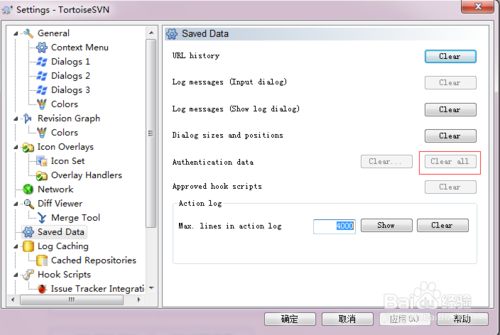 Settings - TortoiseSVN
General
Context Menu
Dialogs 1
Dialogs 2
Dialogs 3
Colors
Revision Graph
Colors
Icon Overlays
Icon Set
Overlay Handlers
Network
Diff Viewer
Merge Tool
Saved Data
Log Caching
Cached Repositories
Hook Scripts
Issue Tracker Integrati
Saved Data
URL history
Clear
Log messages (Input dialog)
Clear
Log messages (Show log dialog)
Clear
Dialog sizes and positions
Clear
Authentication data
Clear...
Clear all
Approved hook scripts
Clear
Action log
Max. lines in action log
4000
Show
Clear
确定
取消
应用(A)
帮助
Baidu经验